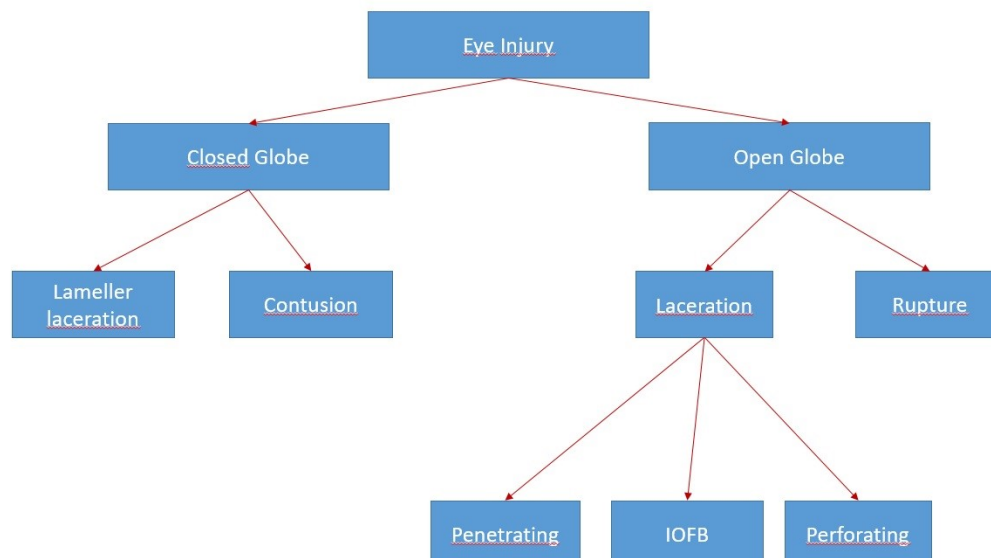 Eye Injury
Closed Globe
Open Globe
Lameller
laceration
Contusion
Laceration
Rupture
Penetrating
IOFB
Perforating